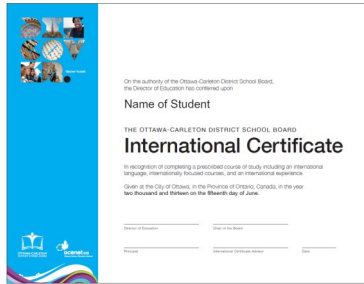 On the authority of the Ottawa-Carleton District School Board,
the Director of Education has conferred upon
Name of Student
THE OTTAWA-CARLETON DISTRICT SCHOOL BOARD
International Certificate
In recognition of completing a prescribed course of study including an international
language, internationally focused courses, and an international experience.
Given at the City of Ottawa, in the Province of Ontario, Canada, in the year
two thousand and thirteen on the fifteenth day of June.
Director of Education
Chair of the Board
Principal
International Certificate Advisor
Date
OTTAWA-CARLETON
ocenet